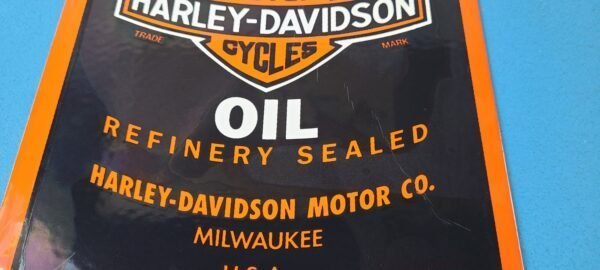 HARLEY-DAVIDSON
CYCLES
TRADE MARK
OIL
REFINERY SEALED
HARLEY-DAVIDSON MOTOR CO.
MILWAUKEE
U.S.A.